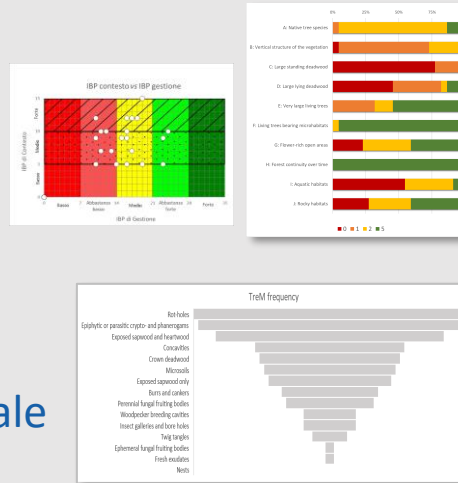 0%
25%
50%
75%
A: Native tree species
B: Vertical structure of the vegetation
C: Large standing deadwood
D: Large lying deadwood
E: Very large living trees
F: Living trees bearing microhabitats
G: Flower-rich open areas
H: Forest continuity over time
I: Aquatic habitats
J: Rocky habitats
0 1 2 5
IBP contesto vs IBP gestione
IBP di Contesto
Forte
Medio
Basso
15
10
5
0
Basso
Medio
Forte
IBP di Gestione
TreM frequency
Rot-holes
Epiphytic or parasitic crypto- and phanerogams
Exposed sapwood and heartwood
Concavities
Crown deadwood
Microsoils
Exposed sapwood only
Burrs and cankers
Perennial fungal fruiting bodies
Woodpecker breeding cavities
Insect galleries and bore holes
Twig tangles
Ephemeral fungal fruiting bodies
Fresh exudates
Nests
ale